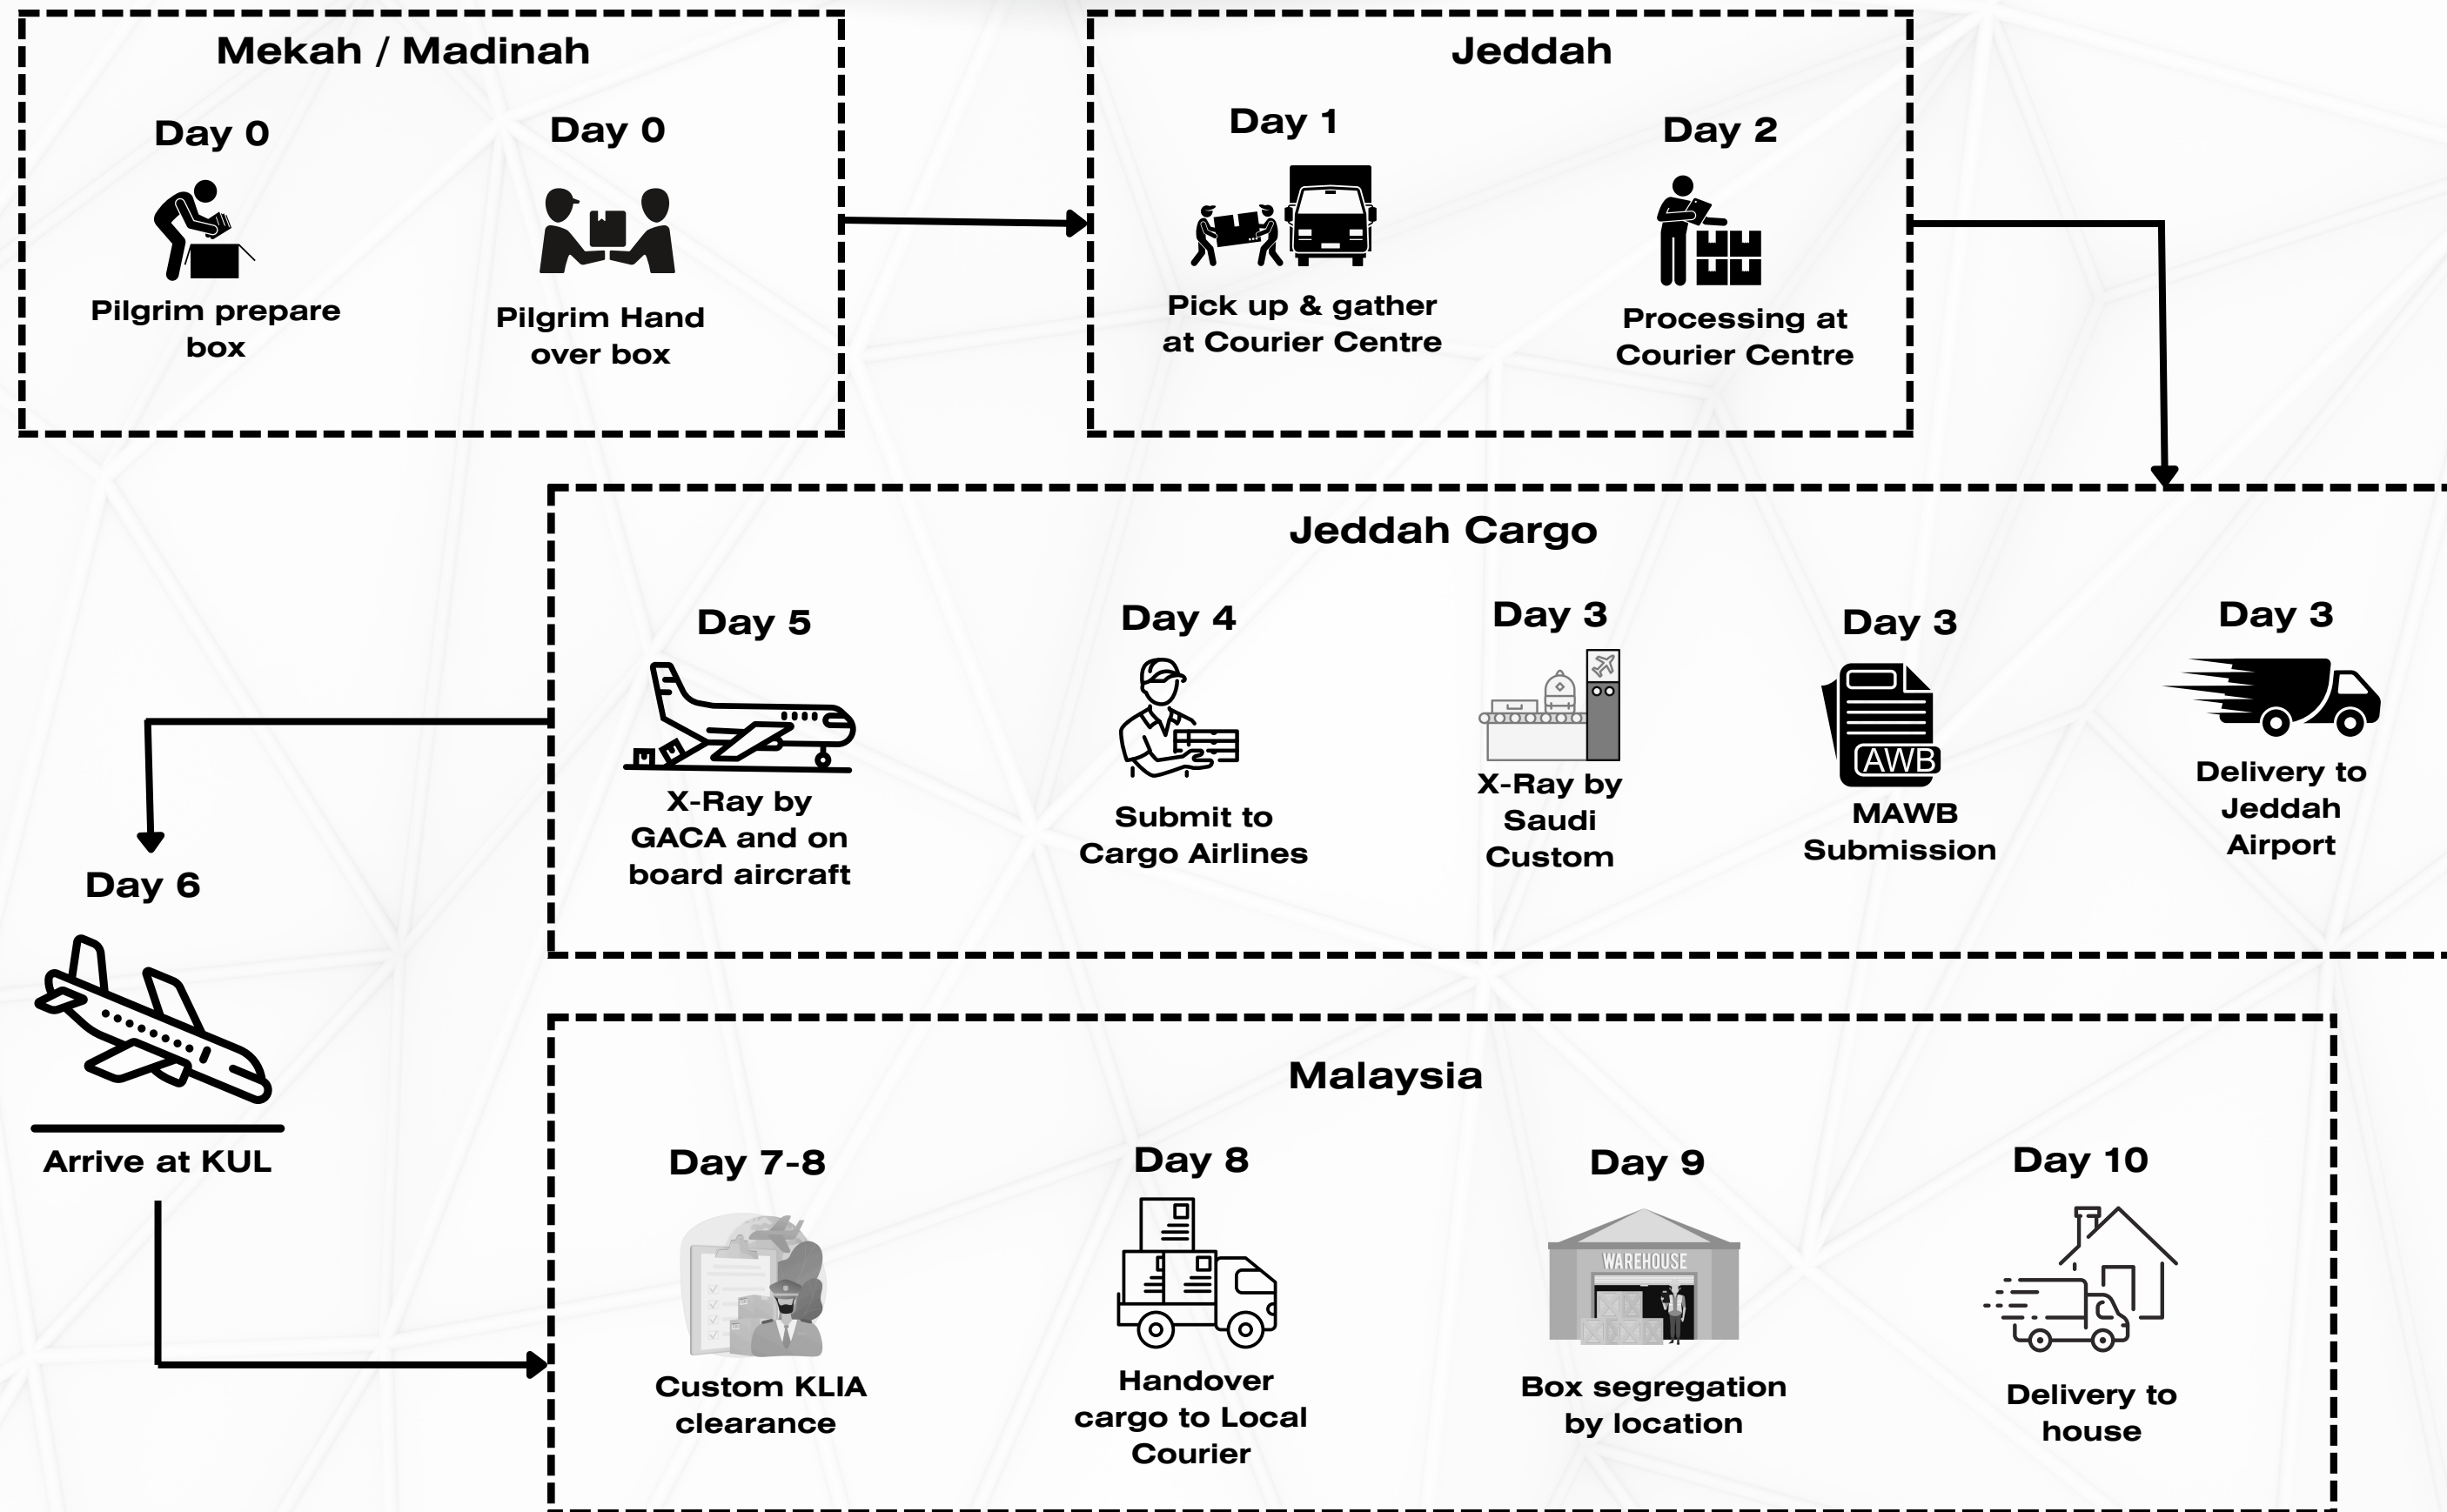 Mekah / Madinah
Day 0
Pilgrim prepare
box
Day 0
Pilgrim Hand
over box
Jeddah
Day 1
Pick up & gather
at Courier Centre
Day 2
Processing at
Courier Centre
Jeddah Cargo
Day 3
Delivery to
Jeddah
Airport
Day 3
AWB
MAWB
Submission
Day 3
X-Ray by
Saudi
Custom
Day 4
Submit to
Cargo Airlines
Day 5
X-Ray by
GACA and on
board aircraft
Day 6
Arrive at KUL
Malaysia
Day 7-8
Custom KLIA
clearance
Day 8
Handover
cargo to Local
Courier
Day 9
WAREHOUSE
Box segregation
by location
Day 10
Delivery to
house